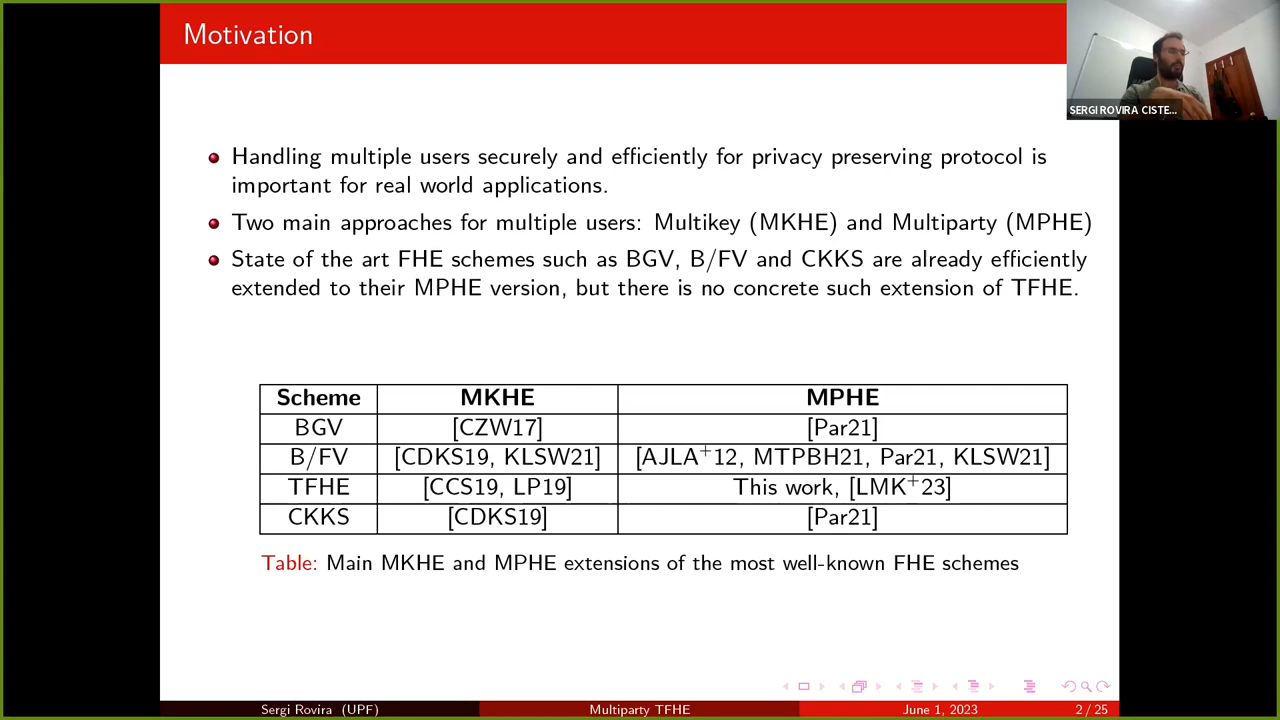 Motivation
SERGI ROVIRA CISTE...
Handling multiple users securely and efficiently for privacy preserving protocol is
important for real world applications.
Two main approaches for multiple users: Multikey (MKHE) and Multiparty (MPHE)
State of the art FHE schemes such as BGV, B/FV and CKKS are already efficiently
extended to their MPHE version, but there is no concrete such extension of TFHE.
Scheme MKHE MPHE
BGV [CZW17] [Par21]
B/FV [CDKS19, KLSW21] [AJLA+12, MTPBH21, Par21, KLSW21]
TFHE [CCS19, LP19] This work, [LMK+23]
CKKS [CDKS19] [Par21]
Table: Main MKHE and MPHE extensions of the most well-known FHE schemes
Sergi Rovira (UPF) Multiparty TFHE June 1, 2023 2 / 25